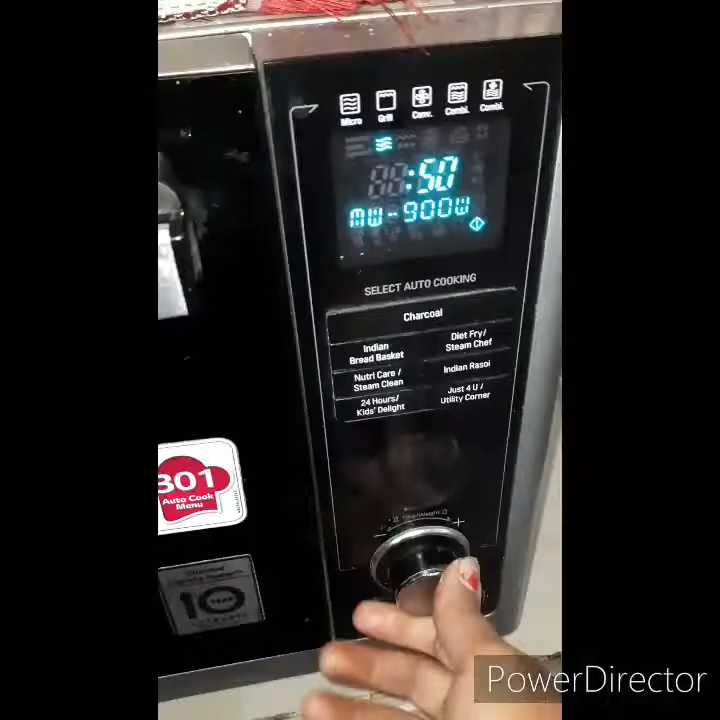 Micro Grill Conv. Combi. Combi.
:50
MW-900W
SELECT AUTO COOKING
Charcoal
Indian
Bread Basket
Diet Fry/
Steam Chef
Nutri Care /
Steam Clean
Indian Rasoi
24 Hours/
Kids' Delight
Just 4 U /
Utility Corner
301
Auto Cook
Menu
Time/Weight
10
PowerDirector